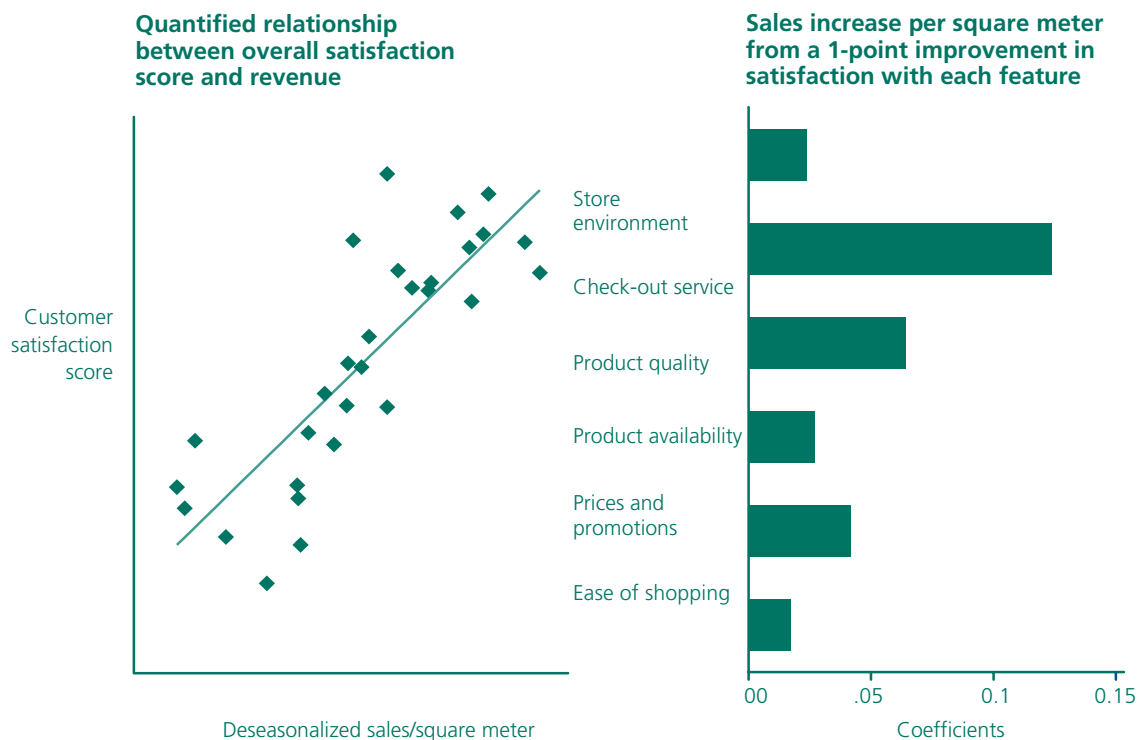 Quantified relationship
between overall satisfaction
score and revenue
Customer
satisfaction
score
Deseasonalized sales/square meter
Sales increase per square meter
from a 1-point improvement in
satisfaction with each feature
Store
environment
Check-out service
Product quality
Product availability
Prices and
promotions
Ease of shopping
00 .05 0.1 0.15
Coefficients